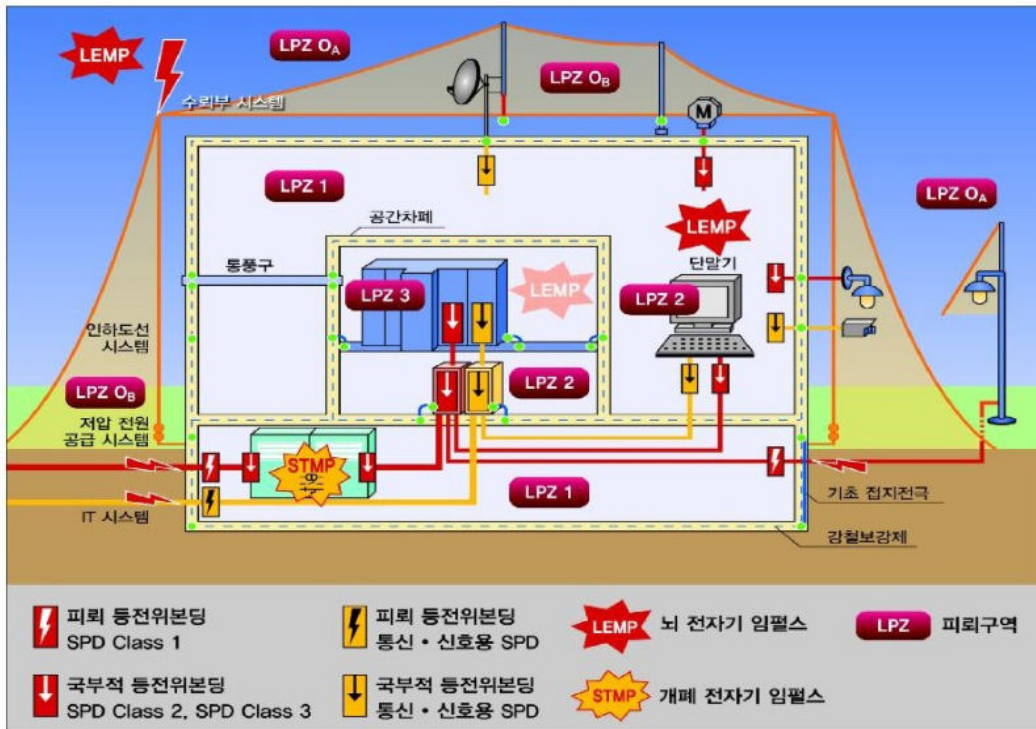 LEMP
LPZ OA
수뢰부 시스템
LPZ OB
M
LPZ 1
LPZ OA
공간차폐
LEMP
통풍구
단말기
LPZ 3
LEMP
LPZ 2
인하도선
시스템
LPZ OB
LPZ 2
저압 전원
공급 시스템
STMP
LPZ 1
기초 접지전극
IT 시스템
강철보강제
피뢰 등전위본딩
SPD Class 1
피뢰 등전위본딩
통신·신호용 SPD
LEMP
뇌 전자기 임펄스
LPZ
피뢰구역
국부적 등전위본딩
SPD Class 2, SPD Class 3
국부적 등전위본딩
통신·신호용 SPD
STMP
개폐 전자기 임펄스